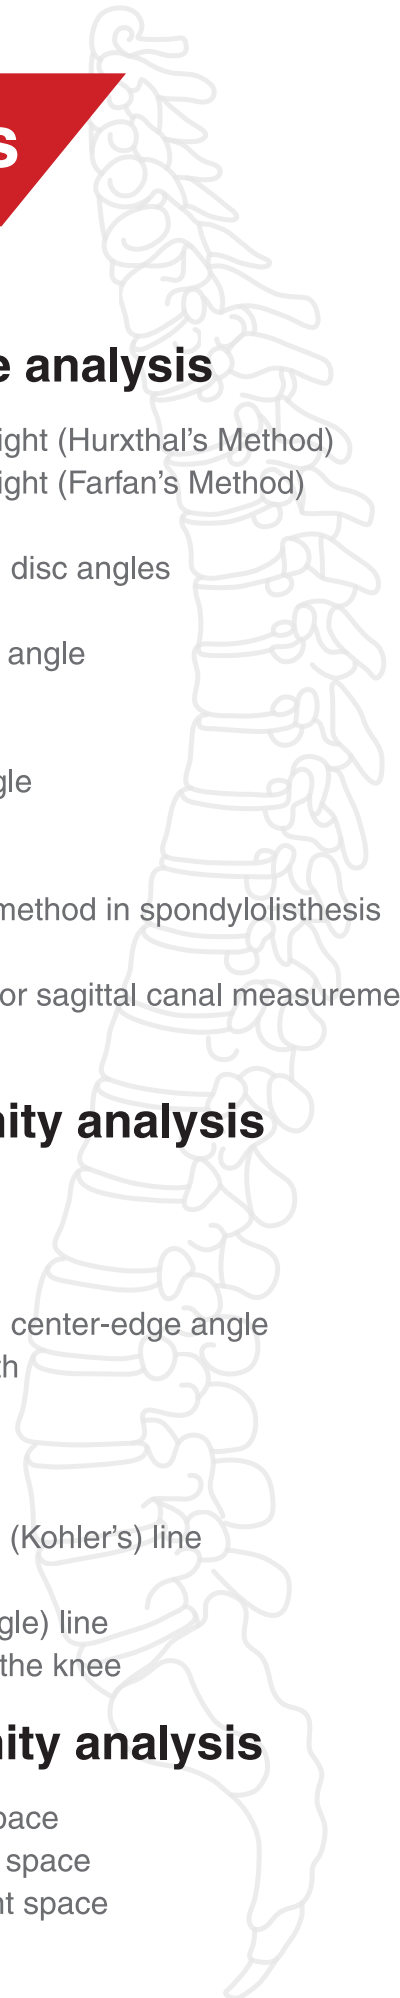 s
e analysis
ight (Hurxthal's Method)
ight (Farfan's Method)
disc angles
angle
gle
method in spondylolisthesis
or sagittal canal measureme
nity analysis
center-edge angle
th
(Kohler's) line
gle) line
the knee
nity analysis
pace
space
nt space